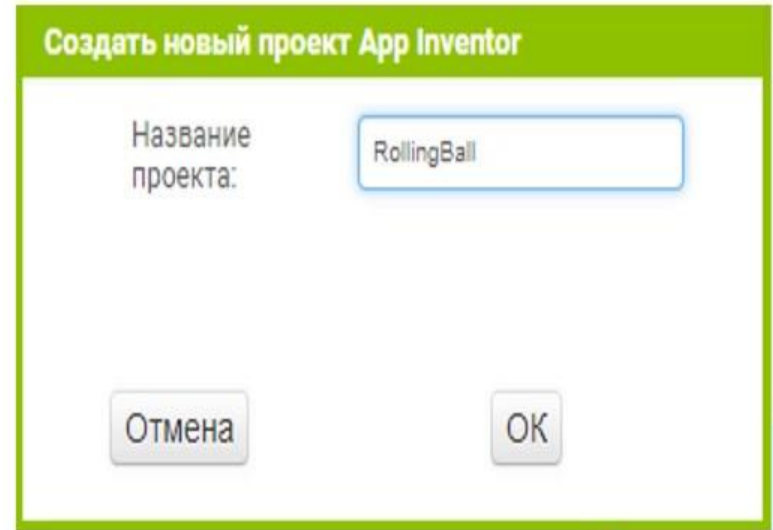 Создать новый проект App Inventor
Название
проекта:
RollingBall
Отмена
OK